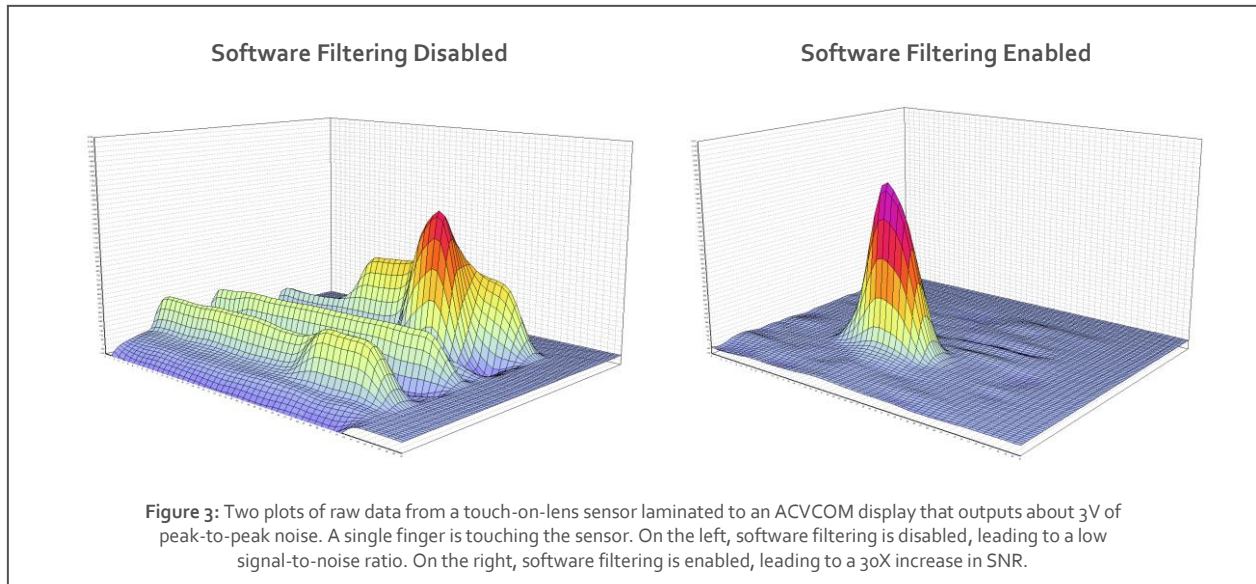 Software Filtering Disabled
Software Filtering Enabled
Figure 3: Two plots of raw data from a touch-on-lens sensor laminated to an ACVCOM display that outputs about 3V of
peak-to-peak noise. A single finger is touching the sensor. On the left, software filtering is disabled, leading to a low
signal-to-noise ratio. On the right, software filtering is enabled, leading to a 30X increase in SNR.